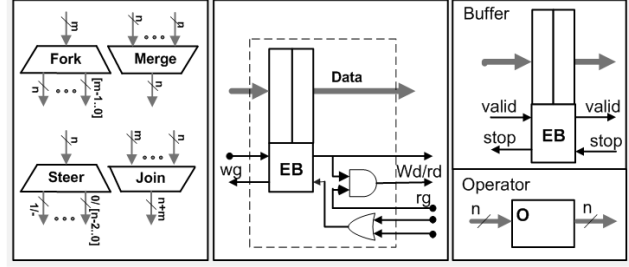 m
n
n
Fork
Merge
n
[m-1..0]
n
n
m
n
Steer
Join
1/-
0/.[n-2..0]
n+m
Data
wg
EB
Wd/rd
rg
Buffer
valid
valid
EB
stop
stop
Operator
n
O
n